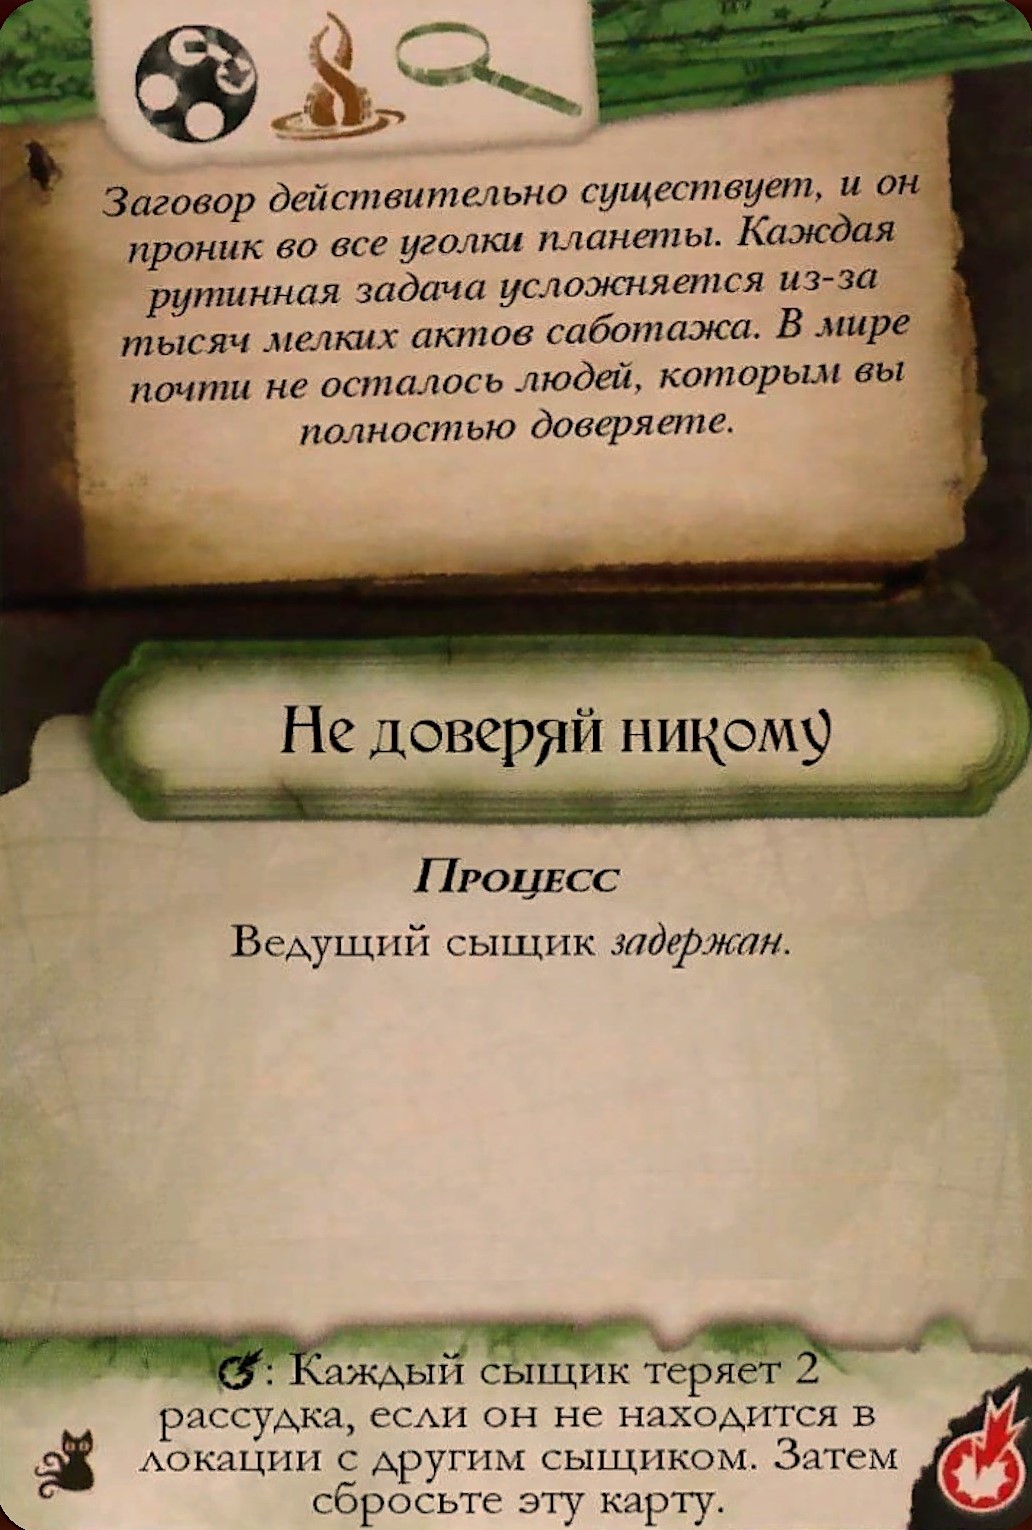 Заговор действительно существует, и он
проник во все уголки планеты. Каждая
рутинная задача усложняется из-за
тысяч мелких актов саботажа. В мире
почти не осталось людей, которым вы
полностью доверяете.
Не доверяй никому
Процесс
Ведущий сыщик задержан.
: Каждый сыщик теряет 2
рассудка, если он не находится в
локации с другим сыщиком. Затем
сбросьте эту карту.